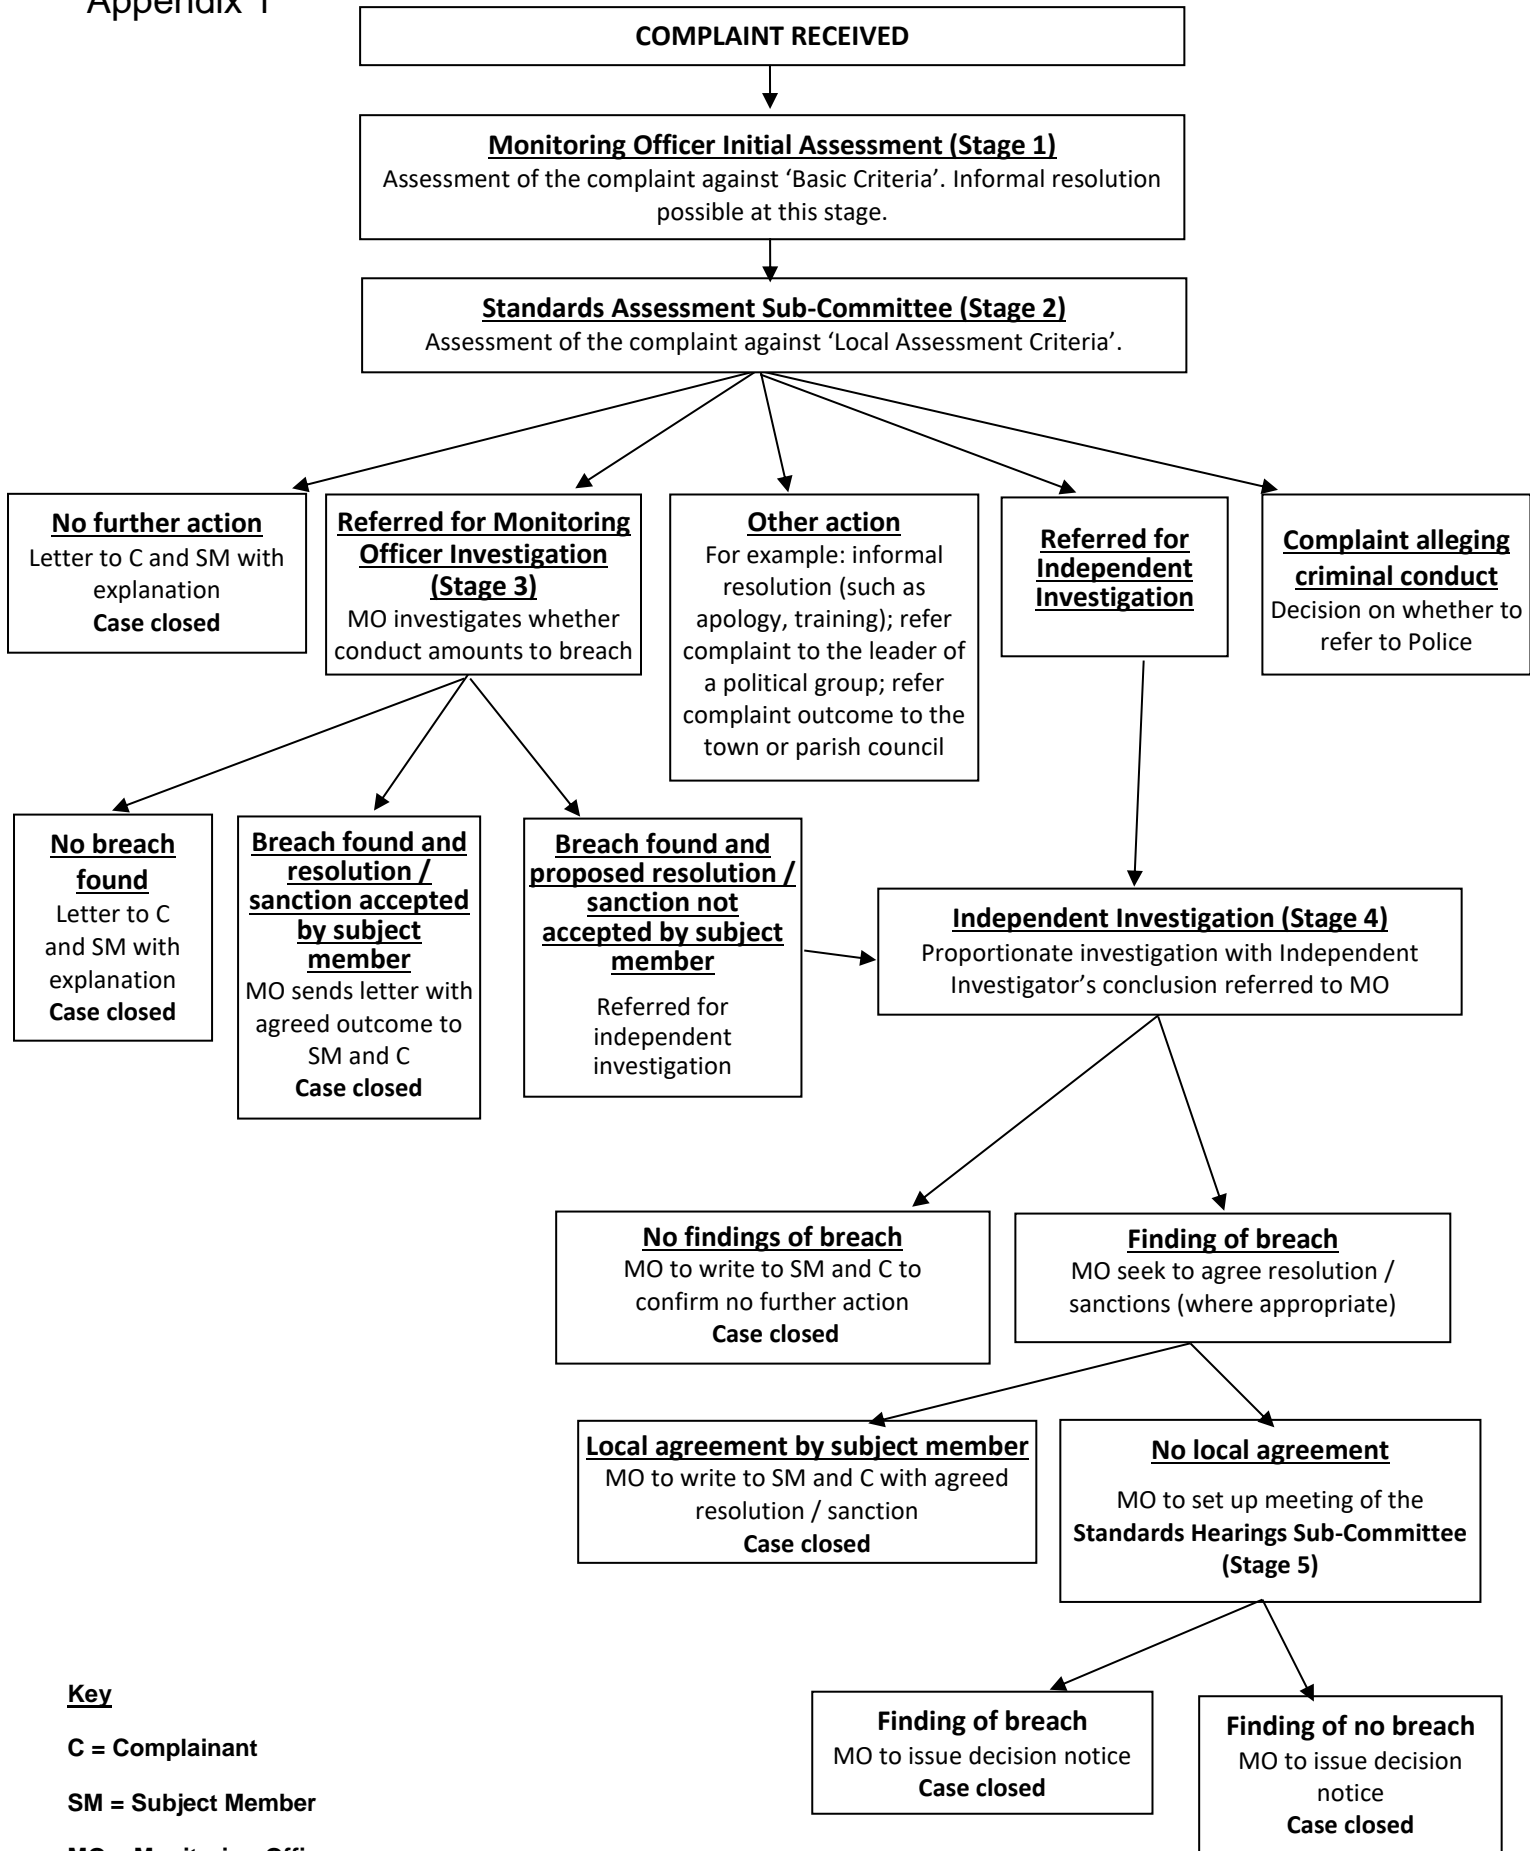 Appendix 1
COMPLAINT RECEIVED
Monitoring Officer Initial Assessment (Stage 1)
Assessment of the complaint against ‘Basic Criteria’. Informal resolution
possible at this stage.
Standards Assessment Sub-Committee (Stage 2)
Assessment of the complaint against ‘Local Assessment Criteria’.
No further action
Letter to C and SM with
explanation
Case closed
Referred for Monitoring
Officer Investigation
(Stage 3)
MO investigates whether
conduct amounts to breach
Other action
For example: informal
resolution (such as
apology, training); refer
complaint to the leader of
a political group; refer
complaint outcome to the
town or parish council
Referred for
Independent
Investigation
Complaint alleging
criminal conduct
Decision on whether to
refer to Police
No breach
found
Letter to C
and SM with
explanation
Case closed
Breach found and
resolution /
sanction accepted
by subject
member
MO sends letter with
agreed outcome to
SM and C
Case closed
Breach found and
proposed resolution /
sanction not
accepted by subject
member
Referred for
independent
investigation
Independent Investigation (Stage 4)
Proportionate investigation with Independent
Investigator’s conclusion referred to MO
No findings of breach
MO to write to SM and C to
confirm no further action
Case closed
Finding of breach
MO seek to agree resolution /
sanctions (where appropriate)
Local agreement by subject member
MO to write to SM and C with agreed
resolution / sanction
Case closed
No local agreement
MO to set up meeting of the
Standards Hearings Sub-Committee
(Stage 5)
Finding of breach
MO to issue decision notice
Case closed
Finding of no breach
MO to issue decision
notice
Case closed
Key
C = Complainant
SM = Subject Member
MO = Monitoring Offi